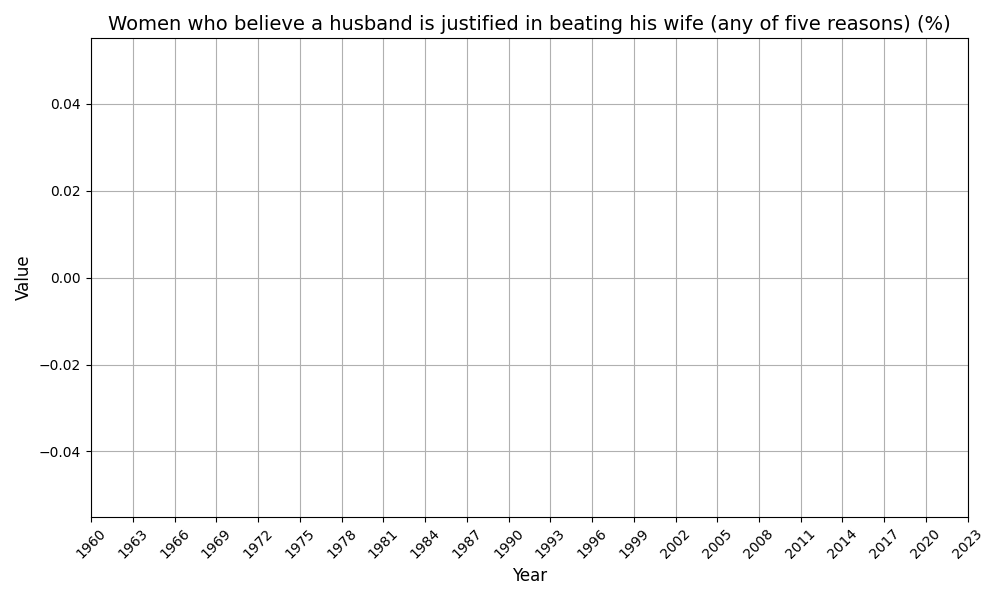 Women who believe a husband is justified in beating his wife (any of five reasons) (%)
0.04
0.02
0.00
−0.02
−0.04
Value
1960 1963 1966 1969 1972 1975 1978 1981 1984 1987 1990 1993 1996 1999 2002 2005 2008 2011 2014 2017 2020 2023
Year